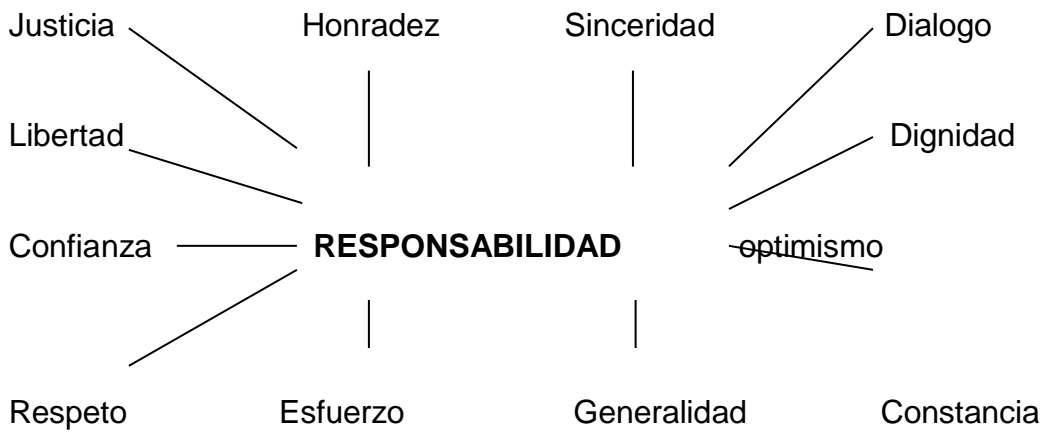 Justicia Honradez Sinceridad Dialogo
Libertad Dignidad
Confianza RESPONSABILIDAD optimismo
Respeto Esfuerzo Generalidad Constancia